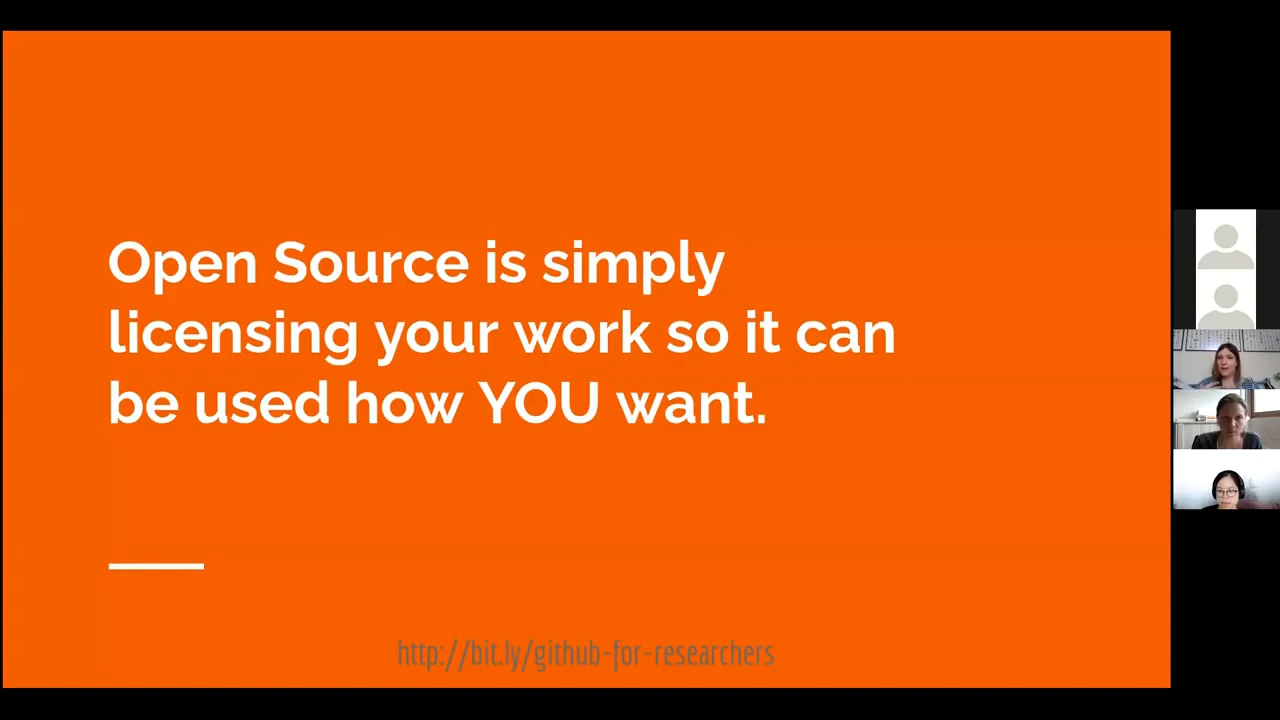 Open Source is simply
licensing your work so it can
be used how YOU want.
http://bit.ly/github-for-researchers